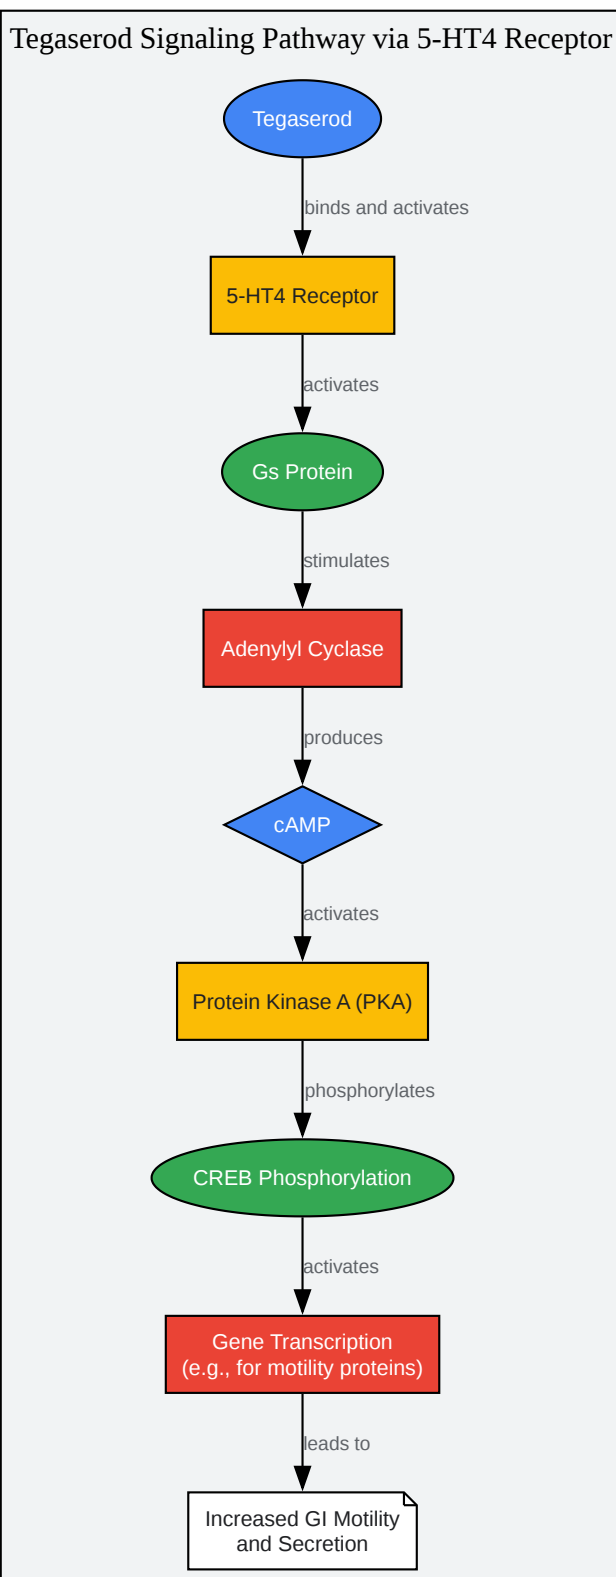 Tegaserod Signaling Pathway via 5-HT4 Receptor
Tegaserod
binds and activates
5-HT4 Receptor
activates
Gs Protein
stimulates
Adenylyl Cyclase
produces
cAMP
activates
Protein Kinase A (PKA)
phosphorylates
CREB Phosphorylation
activates
Gene Transcription
(e.g., for motility proteins)
leads to
Increased GI Motility
and Secretion